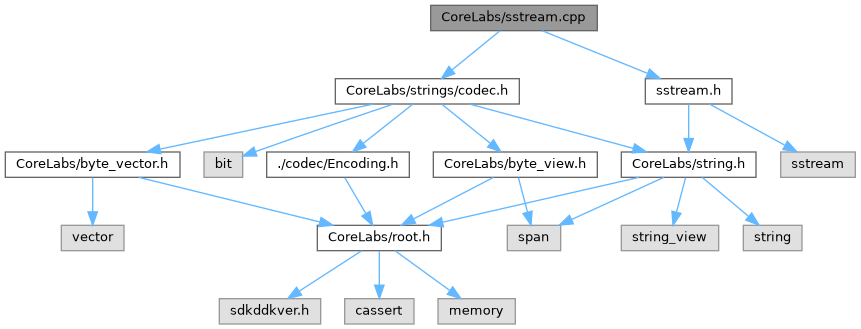 CoreLabs/sstream.cpp
CoreLabs/strings/codec.h
sstream.h
CoreLabs/byte_vector.h
bit
./codec/Encoding.h
CoreLabs/byte_view.h
CoreLabs/string.h
sstream
vector
CoreLabs/root.h
span
string_view
string
sdkddkver.h
cassert
memory